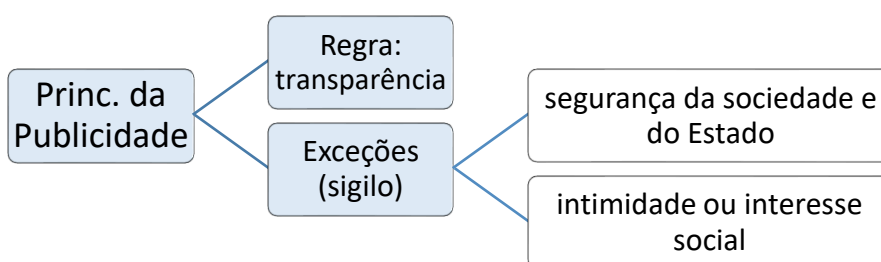 Princ. da
Publicidade
Regra:
transparência
Exceções
(sigilo)
segurança da sociedade e
do Estado
intimidade ou interesse
social